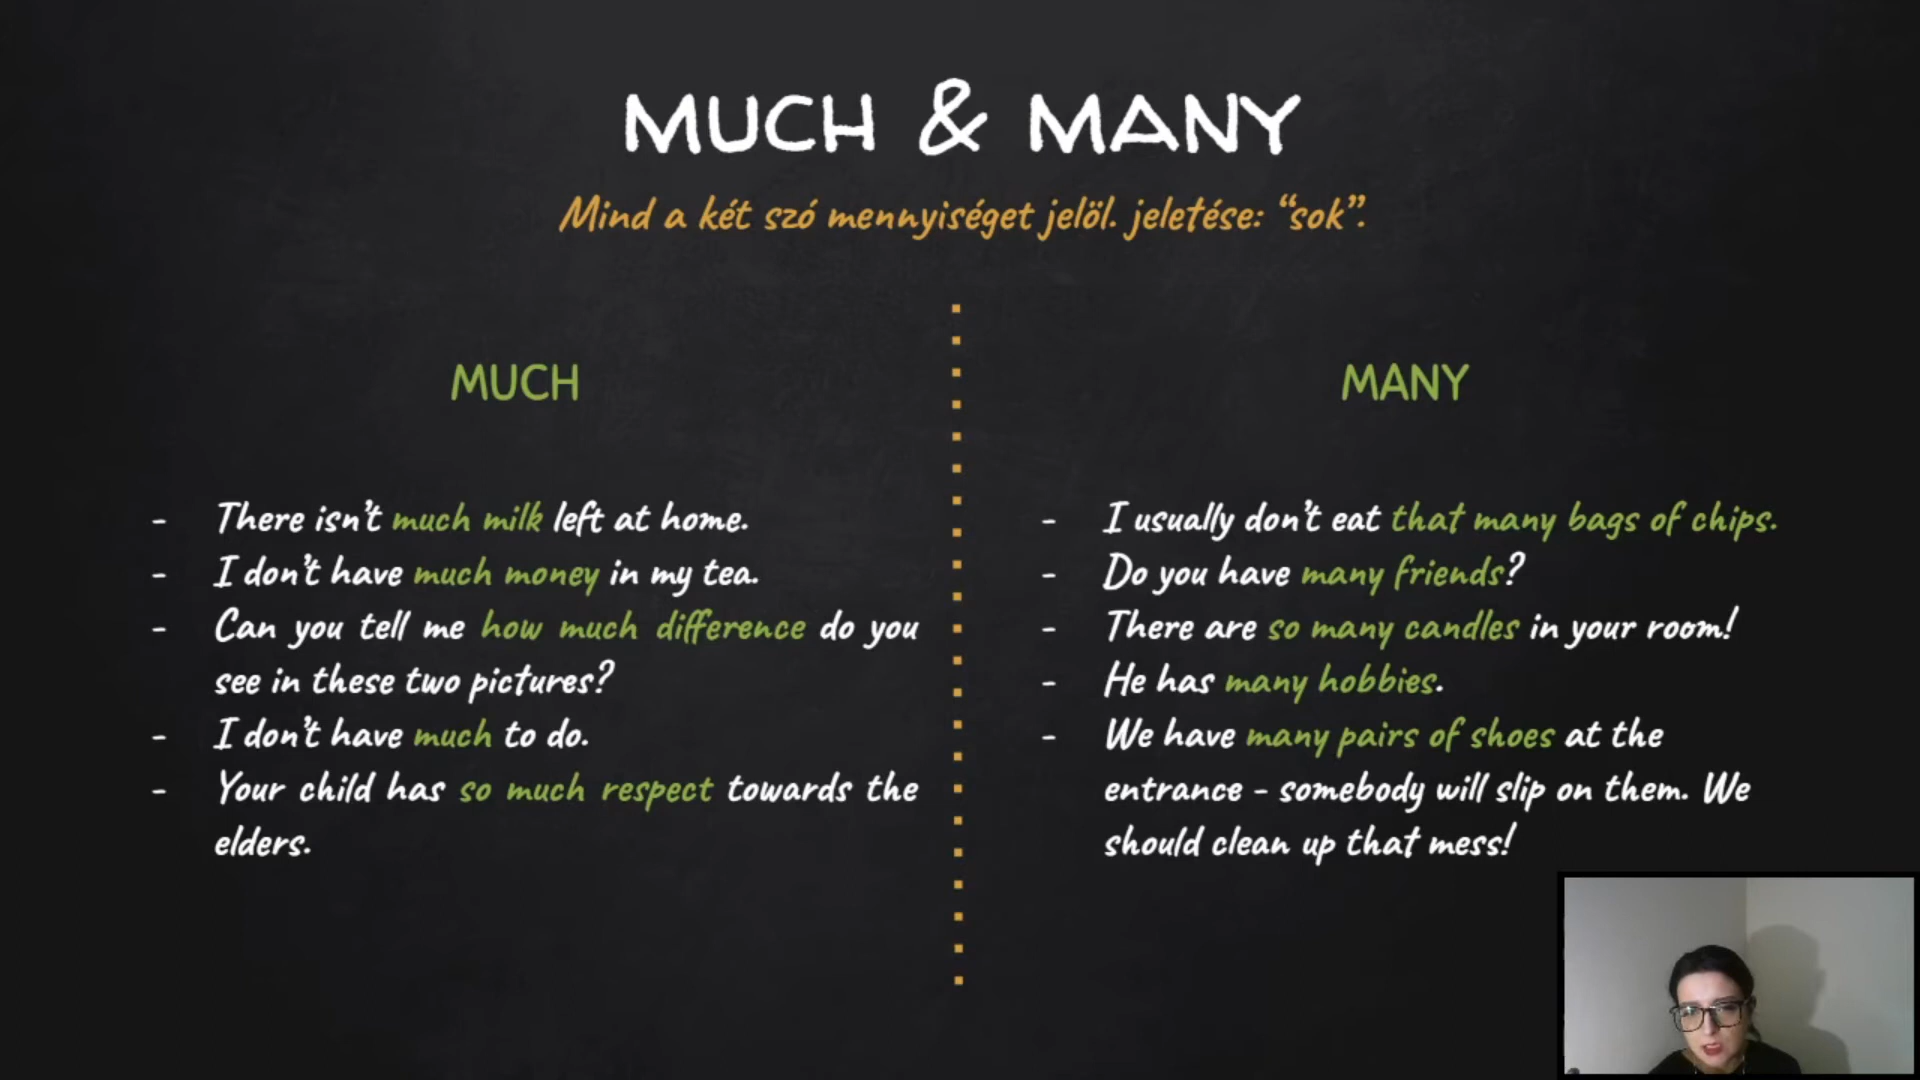 MUCH & MANY
Mind a két szó mennyiséget jelöl. jeletése: “sok”.
MUCH
- There isn’t much milk left at home.
- I don’t have much money in my tea.
- Can you tell me how much difference do you
see in these two pictures?
- I don’t have much to do.
- Your child has so much respect towards the
elders.
MANY
- I usually don’t eat that many bags of chips.
- Do you have many friends?
- There are so many candles in your room!
- He has many hobbies.
- We have many pairs of shoes at the
entrance - somebody will slip on them. We
should clean up that mess!